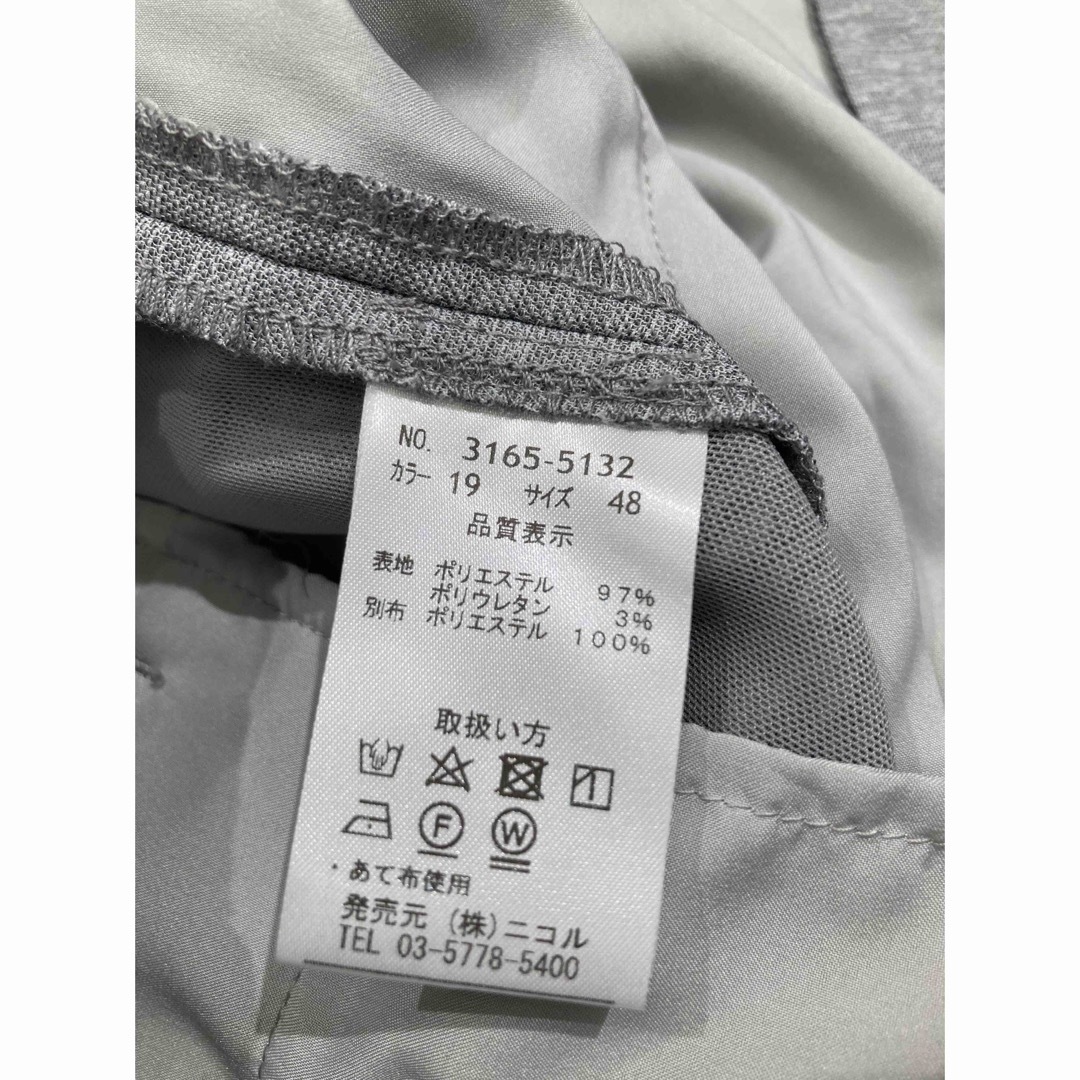 NO. 3165-5132
カラー 19 サイズ 48
品質表示
表地 ポリエステル 97%
ポリウレタン 3%
別布 ポリエステル 100%
取扱い方
F W
・あて布使用
発売元 (株)ニコル
TEL 03-5778-5400